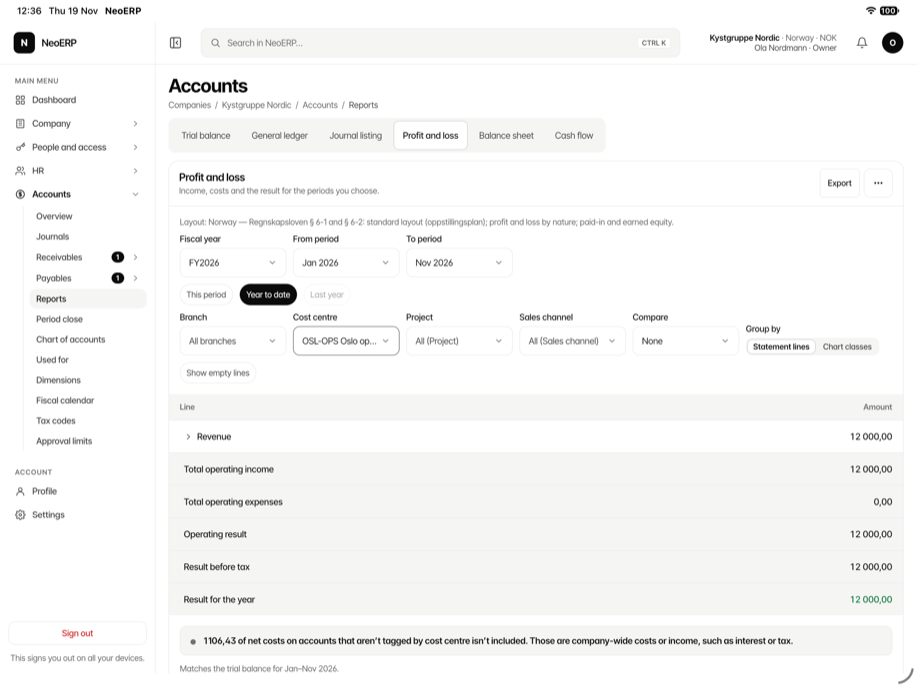 12:36 Thu 19 Nov NeoERP
100
N NeoERP
Search in NeoERP... CTRL K
Kystgruppe Nordic · Norway · NOK
Ola Nordmann · Owner
O
MAIN MENU
Dashboard
Company
People and access
HR
Accounts
Overview
Journals
Receivables 1
Payables 1
Reports
Period close
Chart of accounts
Used for
Dimensions
Fiscal calendar
Tax codes
Approval limits
ACCOUNT
Profile
Settings
Sign out
This signs you out on all your devices.
Accounts
Companies / Kystgruppe Nordic / Accounts / Reports
Trial balance General ledger Journal listing Profit and loss Balance sheet Cash flow
Profit and loss
Income, costs and the result for the periods you choose.
Export ...
Layout: Norway — Regnskapsloven § 6-1 and § 6-2: standard layout (oppstillingsplan); profit and loss by nature; paid-in and earned equity.
Fiscal year From period To period
FY2026 Jan 2026 Nov 2026
This period Year to date Last year
Branch Cost centre Project Sales channel Compare Group by
All branches OSL-OPS Oslo op... All (Project) All (Sales channel) None Statement lines Chart classes
Show empty lines
Line Amount
Revenue 12 000,00
Total operating income 12 000,00
Total operating expenses 0,00
Operating result 12 000,00
Result before tax 12 000,00
Result for the year 12 000,00
1106,43 of net costs on accounts that aren't tagged by cost centre isn't included. Those are company-wide costs or income, such as interest or tax.
Matches the trial balance for Jan–Nov 2026.